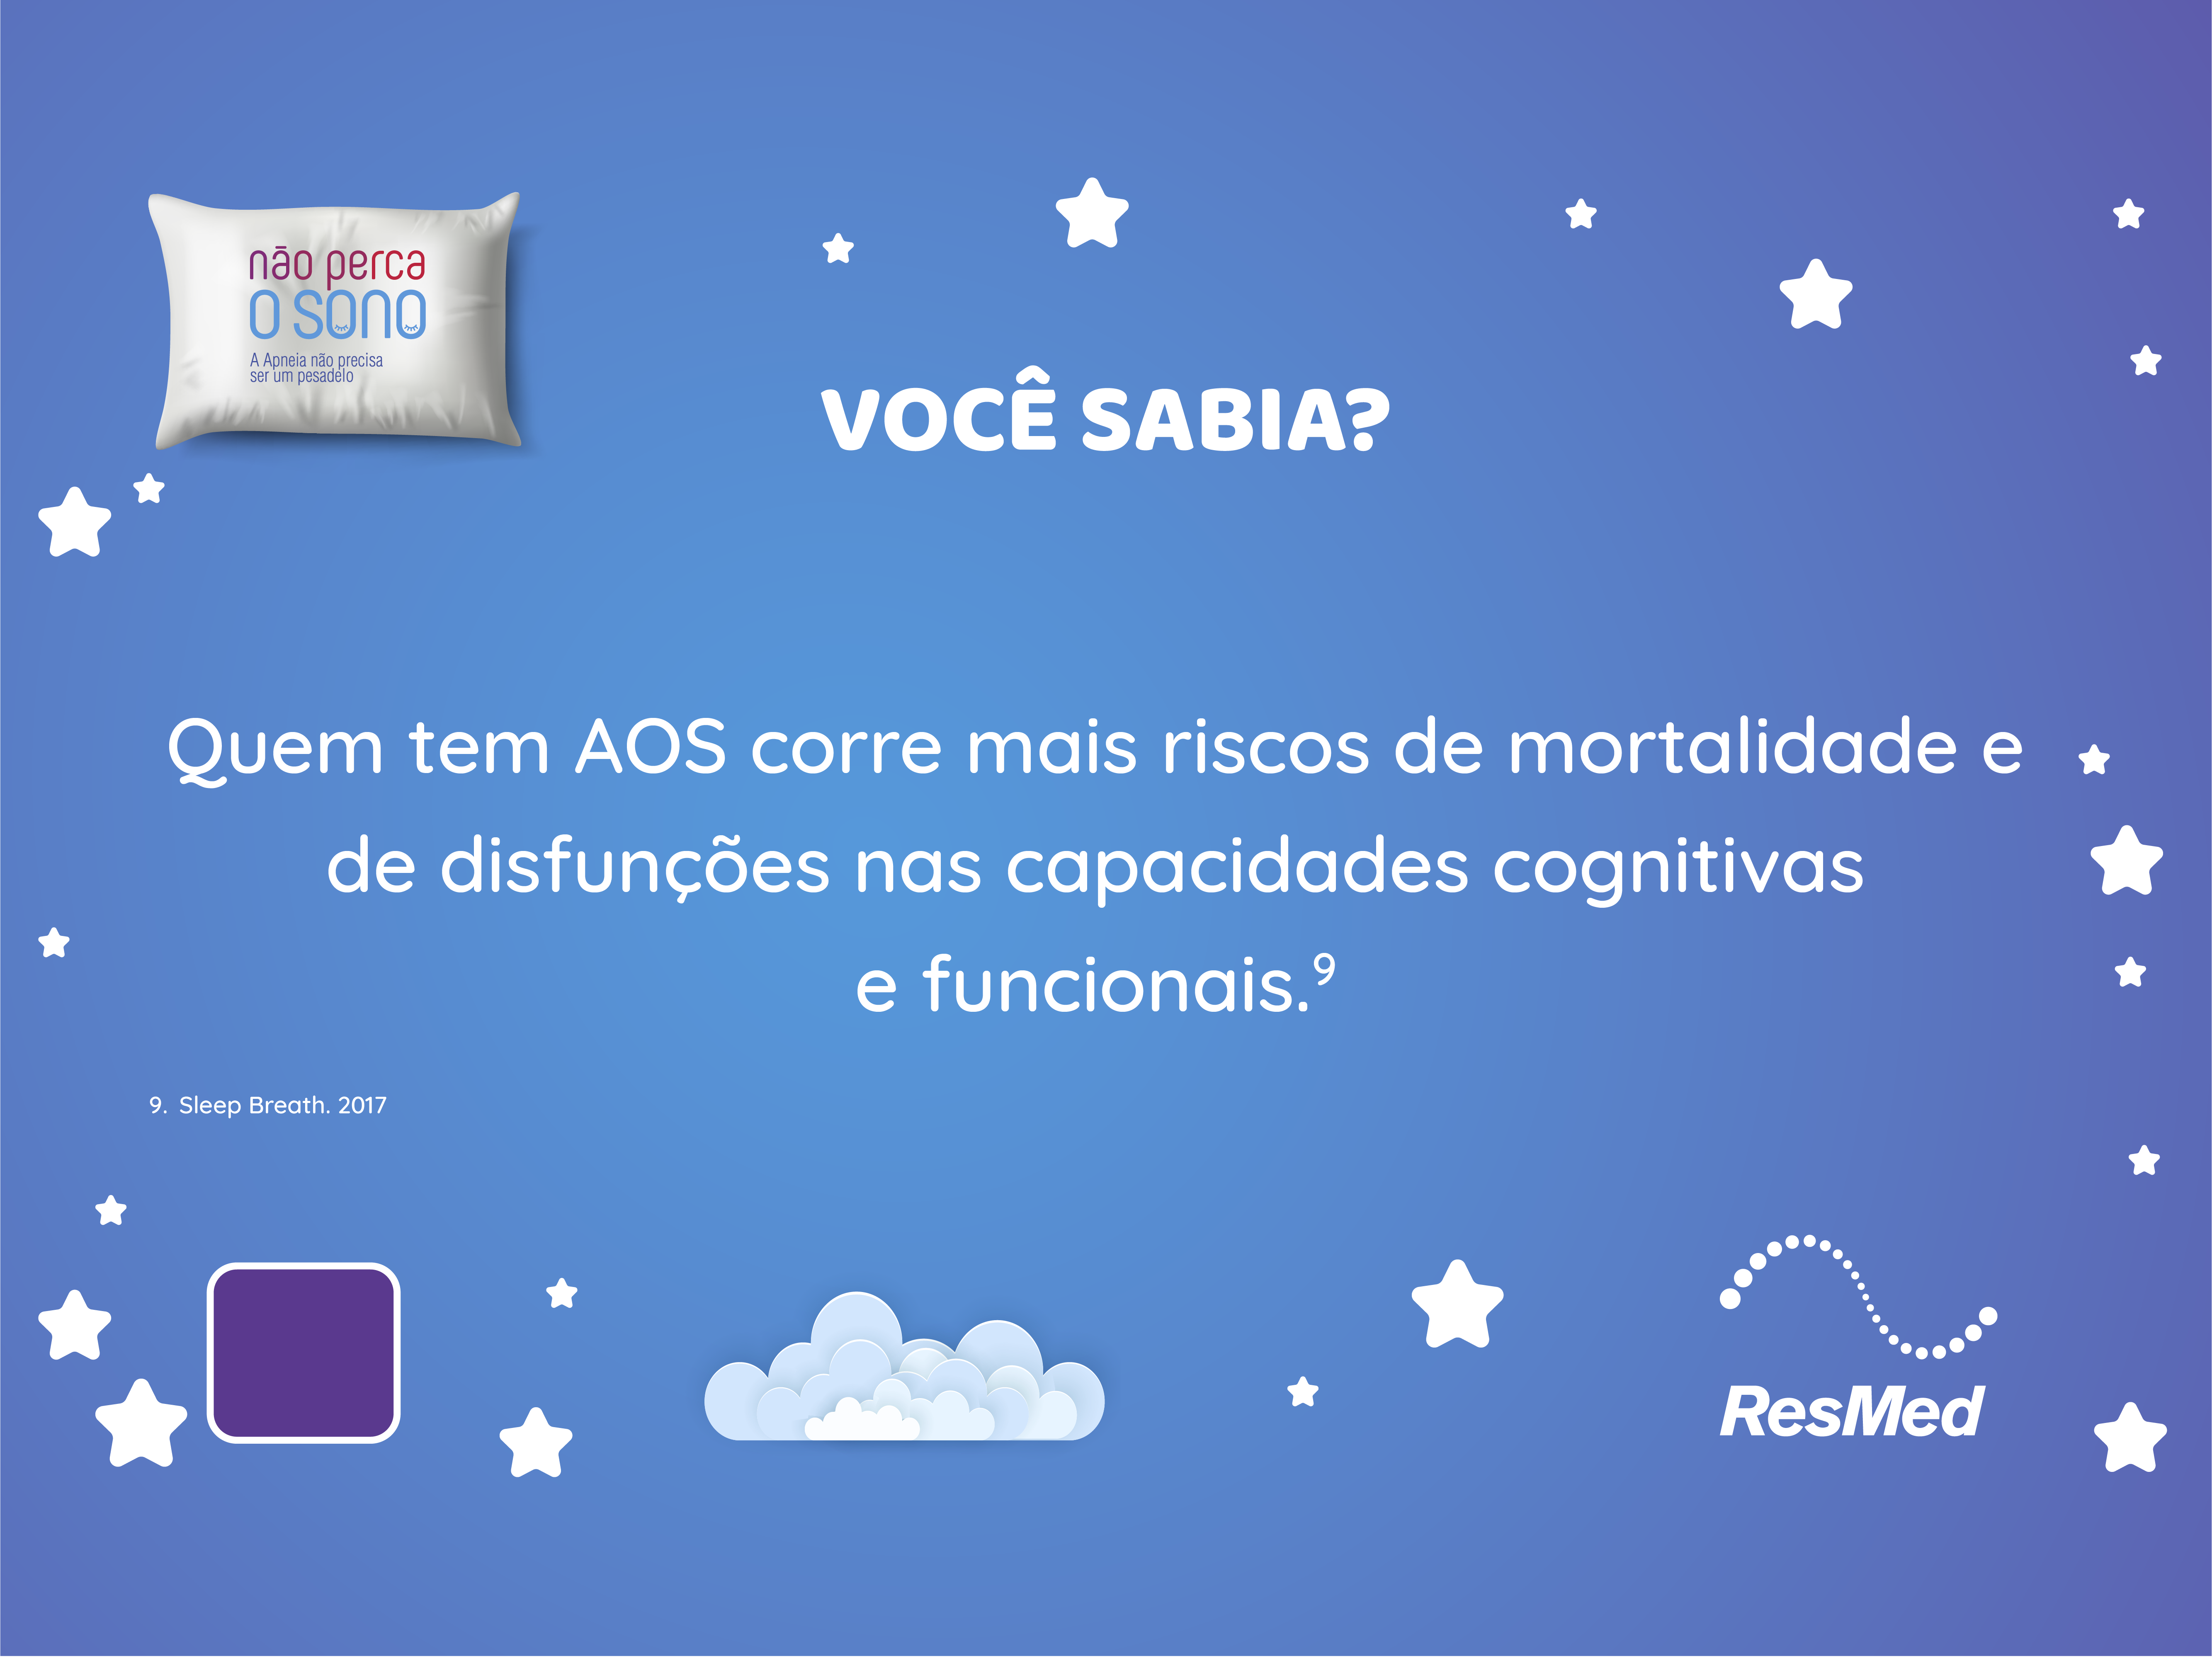 não perca
o sono
A Apneia não precisa
ser um pesadelo
VOCÊ SABIA?
Quem tem AOS corre mais riscos de mortalidade e
de disfunções nas capacidades cognitivas
e funcionais.⁹
9. Sleep Breath. 2017
ResMed